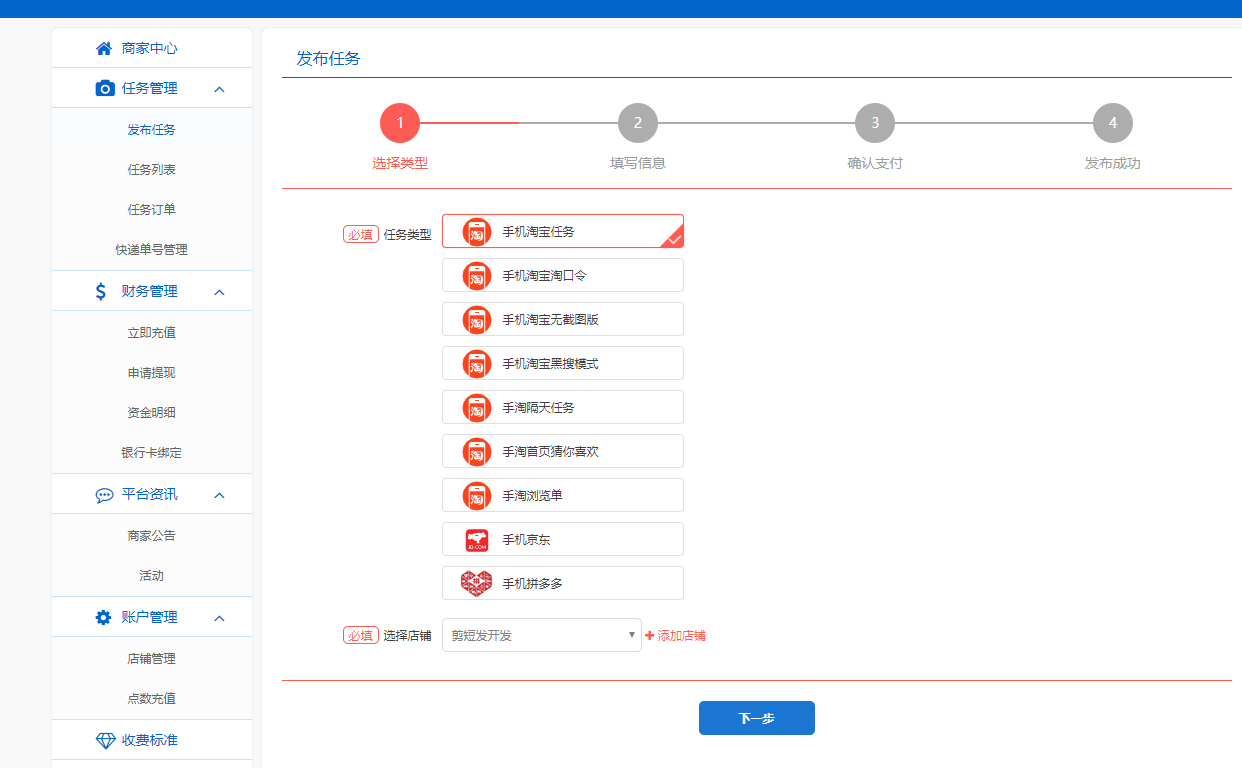 商家中心
任务管理
发布任务
任务列表
任务订单
快递单号管理
财务管理
立即充值
申请提现
资金明细
银行卡绑定
平台资讯
商家公告
活动
账户管理
店铺管理
点数充值
收费标准
发布任务
1 2 3 4
选择类型 填写信息 确认支付 发布成功
必填 任务类型 淘 手机淘宝任务
淘 手机淘宝淘口令
淘 手机淘宝无截图版
淘 手机淘宝黑搜模式
淘 手淘隔天任务
淘 手淘首页猜你喜欢
淘 手淘浏览单
JD.COM 手机京东
手机拼多多
必填 选择店铺 剪短发开发 添加店铺
下一步